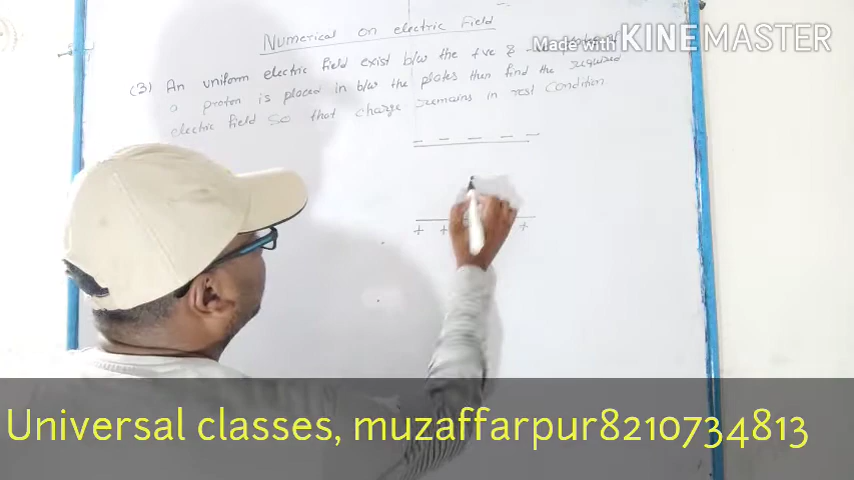 Numerical on electric Field
Made with KINEMASTER
(3) An uniform electric field exist b/w the +ve &
a proton is placed in b/w the plates then find the required
electric field so that charge remains in rest Condition
— — — — —
+ + +
Universal classes, muzaffarpur8210734813